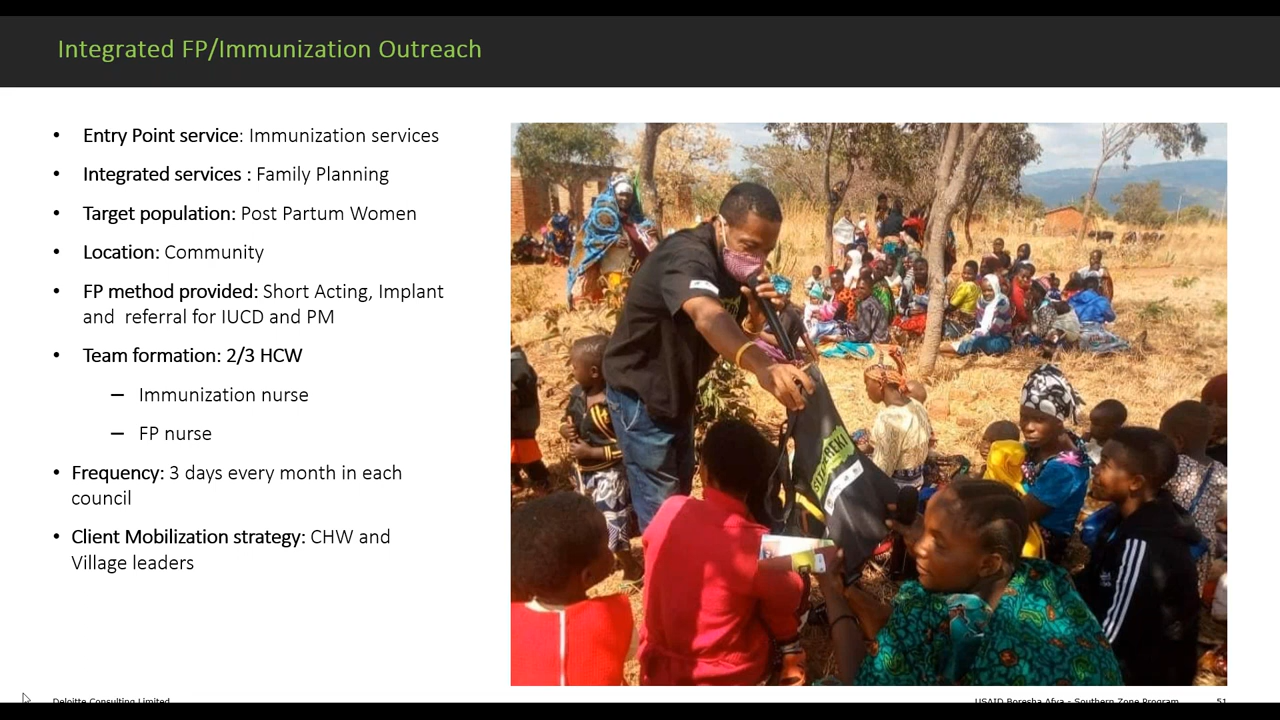 Integrated FP/Immunization Outreach
• Entry Point service: Immunization services
• Integrated services : Family Planning
• Target population: Post Partum Women
• Location: Community
• FP method provided: Short Acting, Implant
and referral for IUCD and PM
• Team formation: 2/3 HCW
– Immunization nurse
– FP nurse
• Frequency: 3 days every month in each
council
• Client Mobilization strategy: CHW and
Village leaders
Deloitte Consulting Limited
USAID Boresha Afya - Southern Zone Program
51